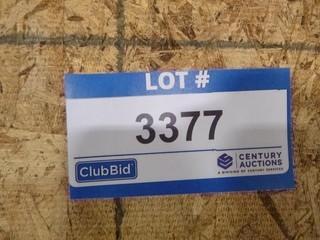 LOT #
3377
ClubBid®
CENTURY
AUCTIONS
A DIVISION OF CENTURY SERVICES